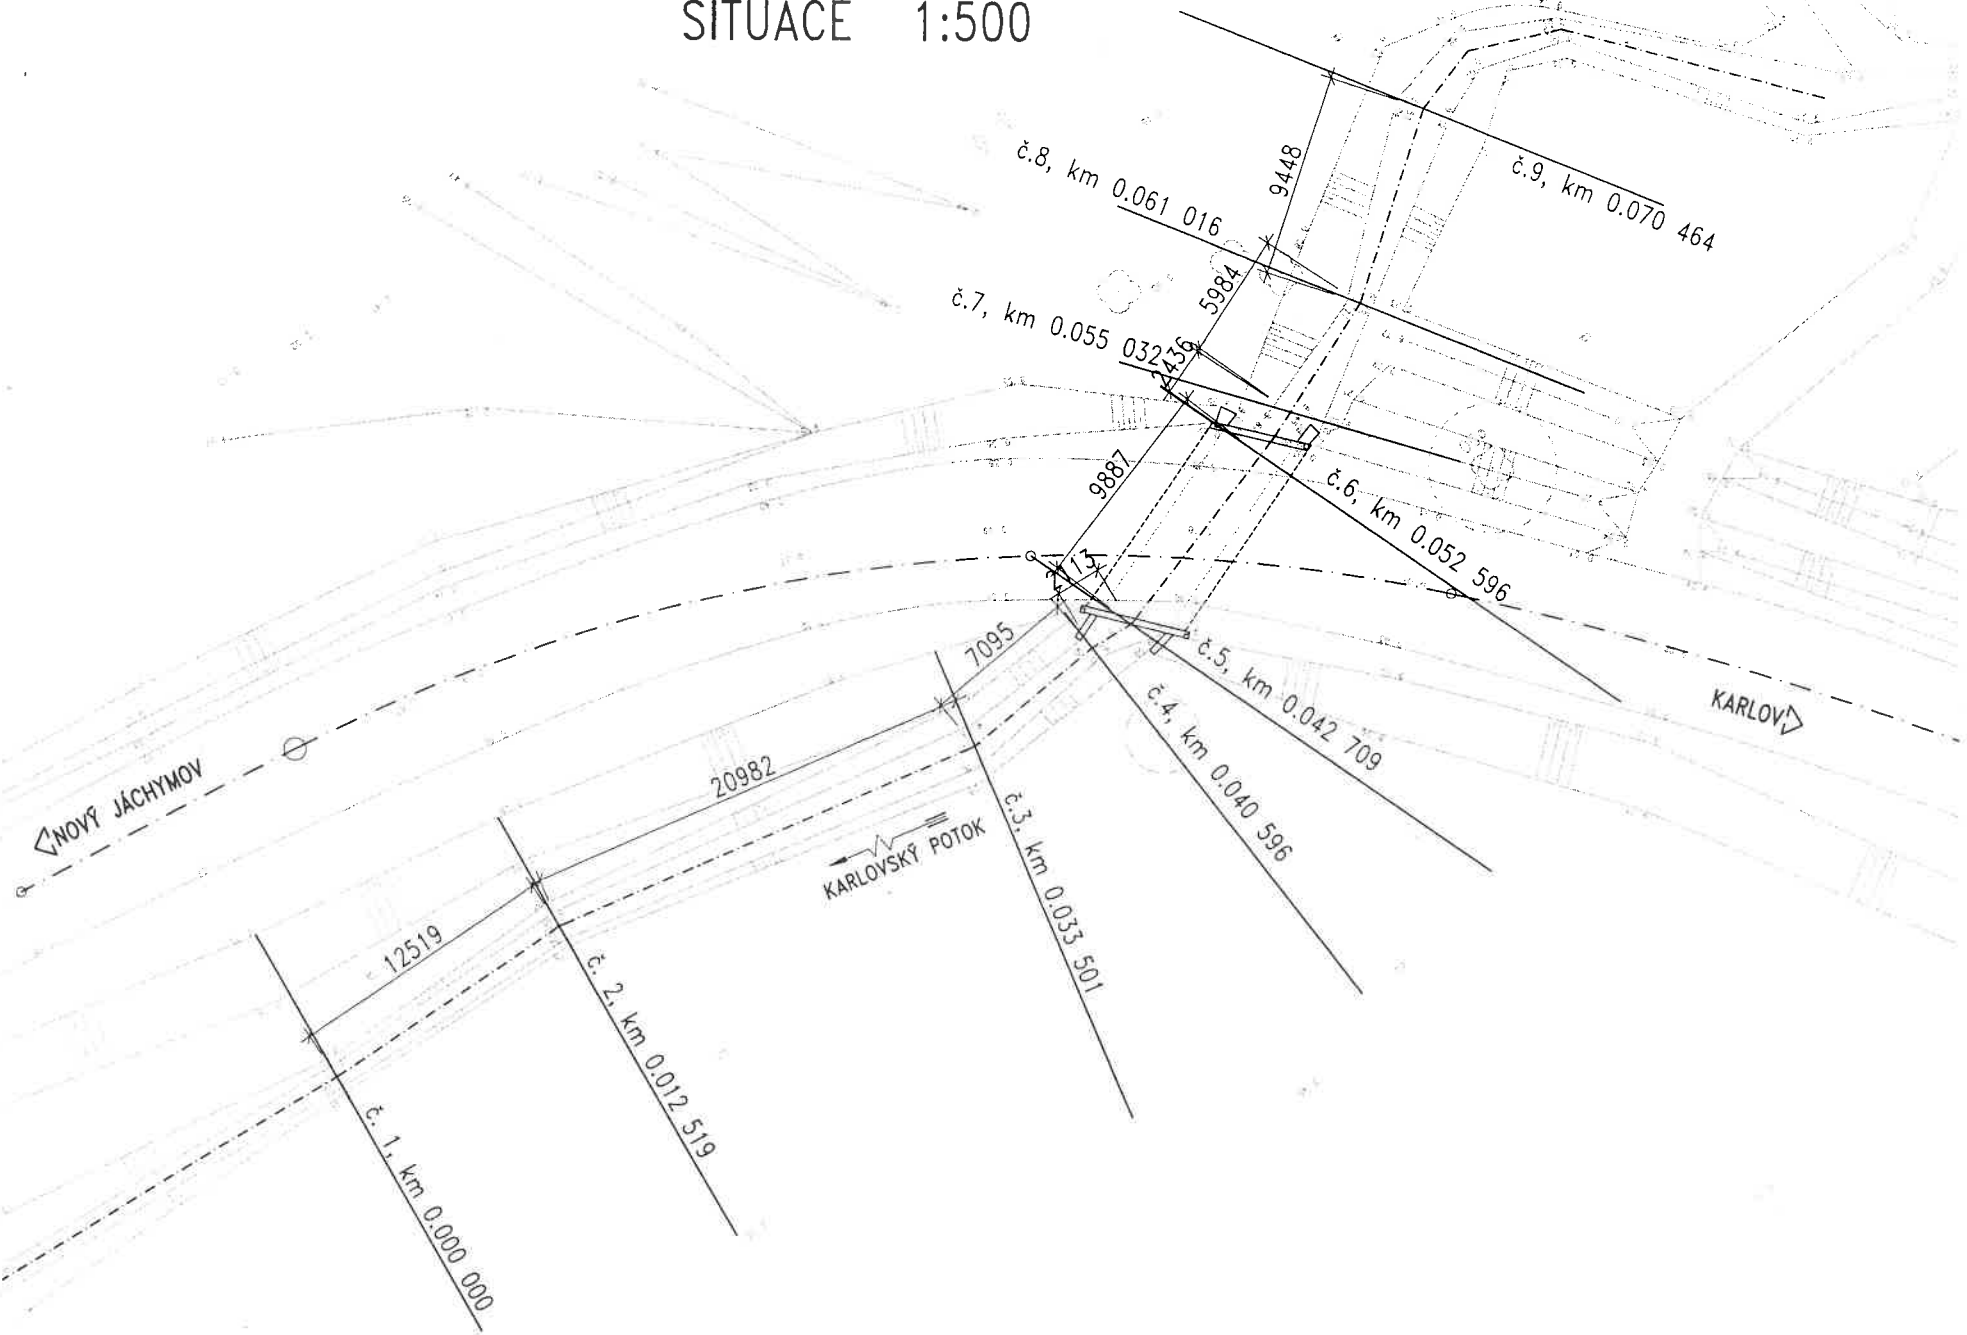 SITUACE 1:500
č.9, km 0.070 464
9448
č.8, km 0.061 016
5984
č.7, km 0.055 032
2436
9887
č.6, km 0.052 596
2113
č.5, km 0.042 709
7095
č.4, km 0.040 596
KARLOV
20982
NOVÝ JÁCHYMOV
č.3, km 0.033 501
KARLOVSKÝ POTOK
12519
č. 2, km 0.012 519
č. 1, km 0.000 000